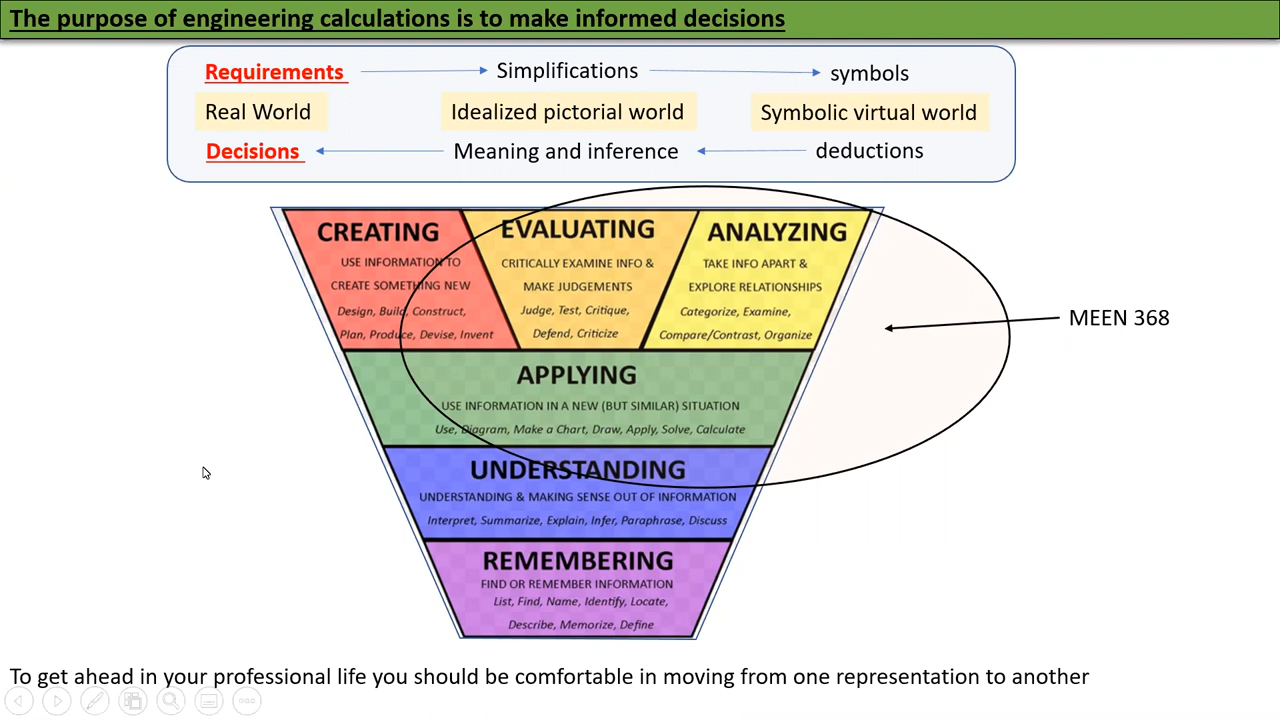 The purpose of engineering calculations is to make informed decisions
Requirements Simplifications symbols
Real World Idealized pictorial world Symbolic virtual world
Decisions Meaning and inference deductions
CREATING
USE INFORMATION TO
CREATE SOMETHING NEW
Design, Build, Construct,
Plan, Produce, Devise, Invent
EVALUATING
CRITICALLY EXAMINE INFO &
MAKE JUDGEMENTS
Judge, Test, Critique,
Defend, Criticize
ANALYZING
TAKE INFO APART &
EXPLORE RELATIONSHIPS
Categorize, Examine,
Compare/Contrast, Organize
MEEN 368
APPLYING
USE INFORMATION IN A NEW (BUT SIMILAR) SITUATION
Use, Diagram, Make a Chart, Draw, Apply, Solve, Calculate
UNDERSTANDING
UNDERSTANDING & MAKING SENSE OUT OF INFORMATION
Interpret, Summarize, Explain, Infer, Paraphrase, Discuss
REMEMBERING
FIND OR REMEMBER INFORMATION
List, Find, Name, Identify, Locate,
Describe, Memorize, Define
To get ahead in your professional life you should be comfortable in moving from one representation to another